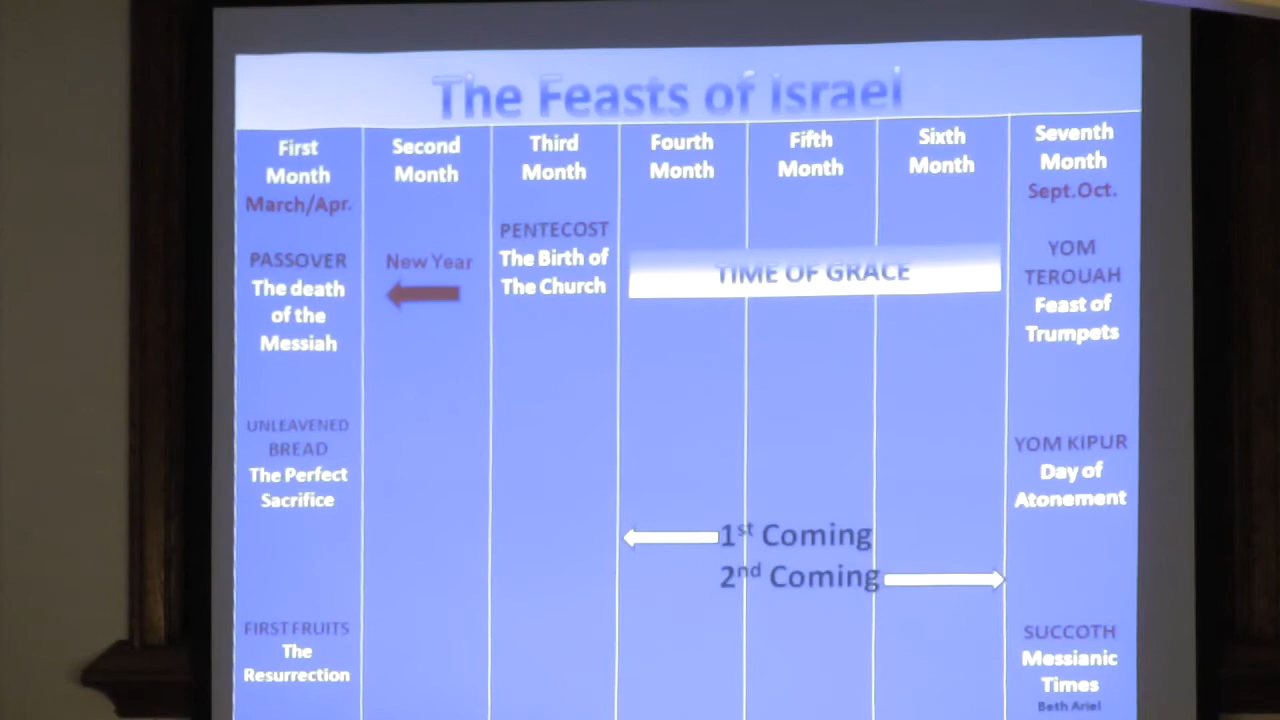 The Feasts of Israel
First
Month
March/Apr.
PASSOVER
The death
of the
Messiah
UNLEAVENED
BREAD
The Perfect
Sacrifice
FIRST FRUITS
The
Resurrection
Second
Month
New Year
Third
Month
PENTECOST
The Birth of
The Church
Fourth
Month
Fifth
Month
Sixth
Month
TIME OF GRACE
1st Coming
2nd Coming
Seventh
Month
Sept.Oct.
YOM
TEROUAH
Feast of
Trumpets
YOM KIPUR
Day of
Atonement
SUCCOTH
Messianic
Times
Beth Ariel